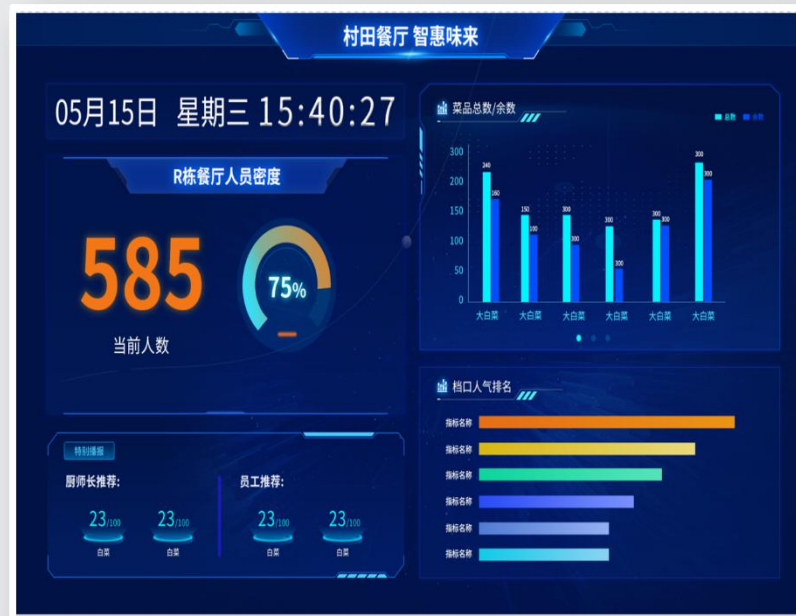 村田餐厅 智惠味来
05月15日 星期三 15:40:27
R栋餐厅人员密度
585
当前人数
75%
特别播报
厨师长推荐:
员工推荐:
23/100 23/100 23/100 23/100
白菜 白菜 白菜 白菜
菜品总数/余数
总数 余数
300
200
150
100
50
0
240 160 150 100 300 300 300 300 300 300 300 300
大白菜 大白菜 大白菜 大白菜 大白菜 大白菜
档口人气排名
指标名称
指标名称
指标名称
指标名称
指标名称
指标名称